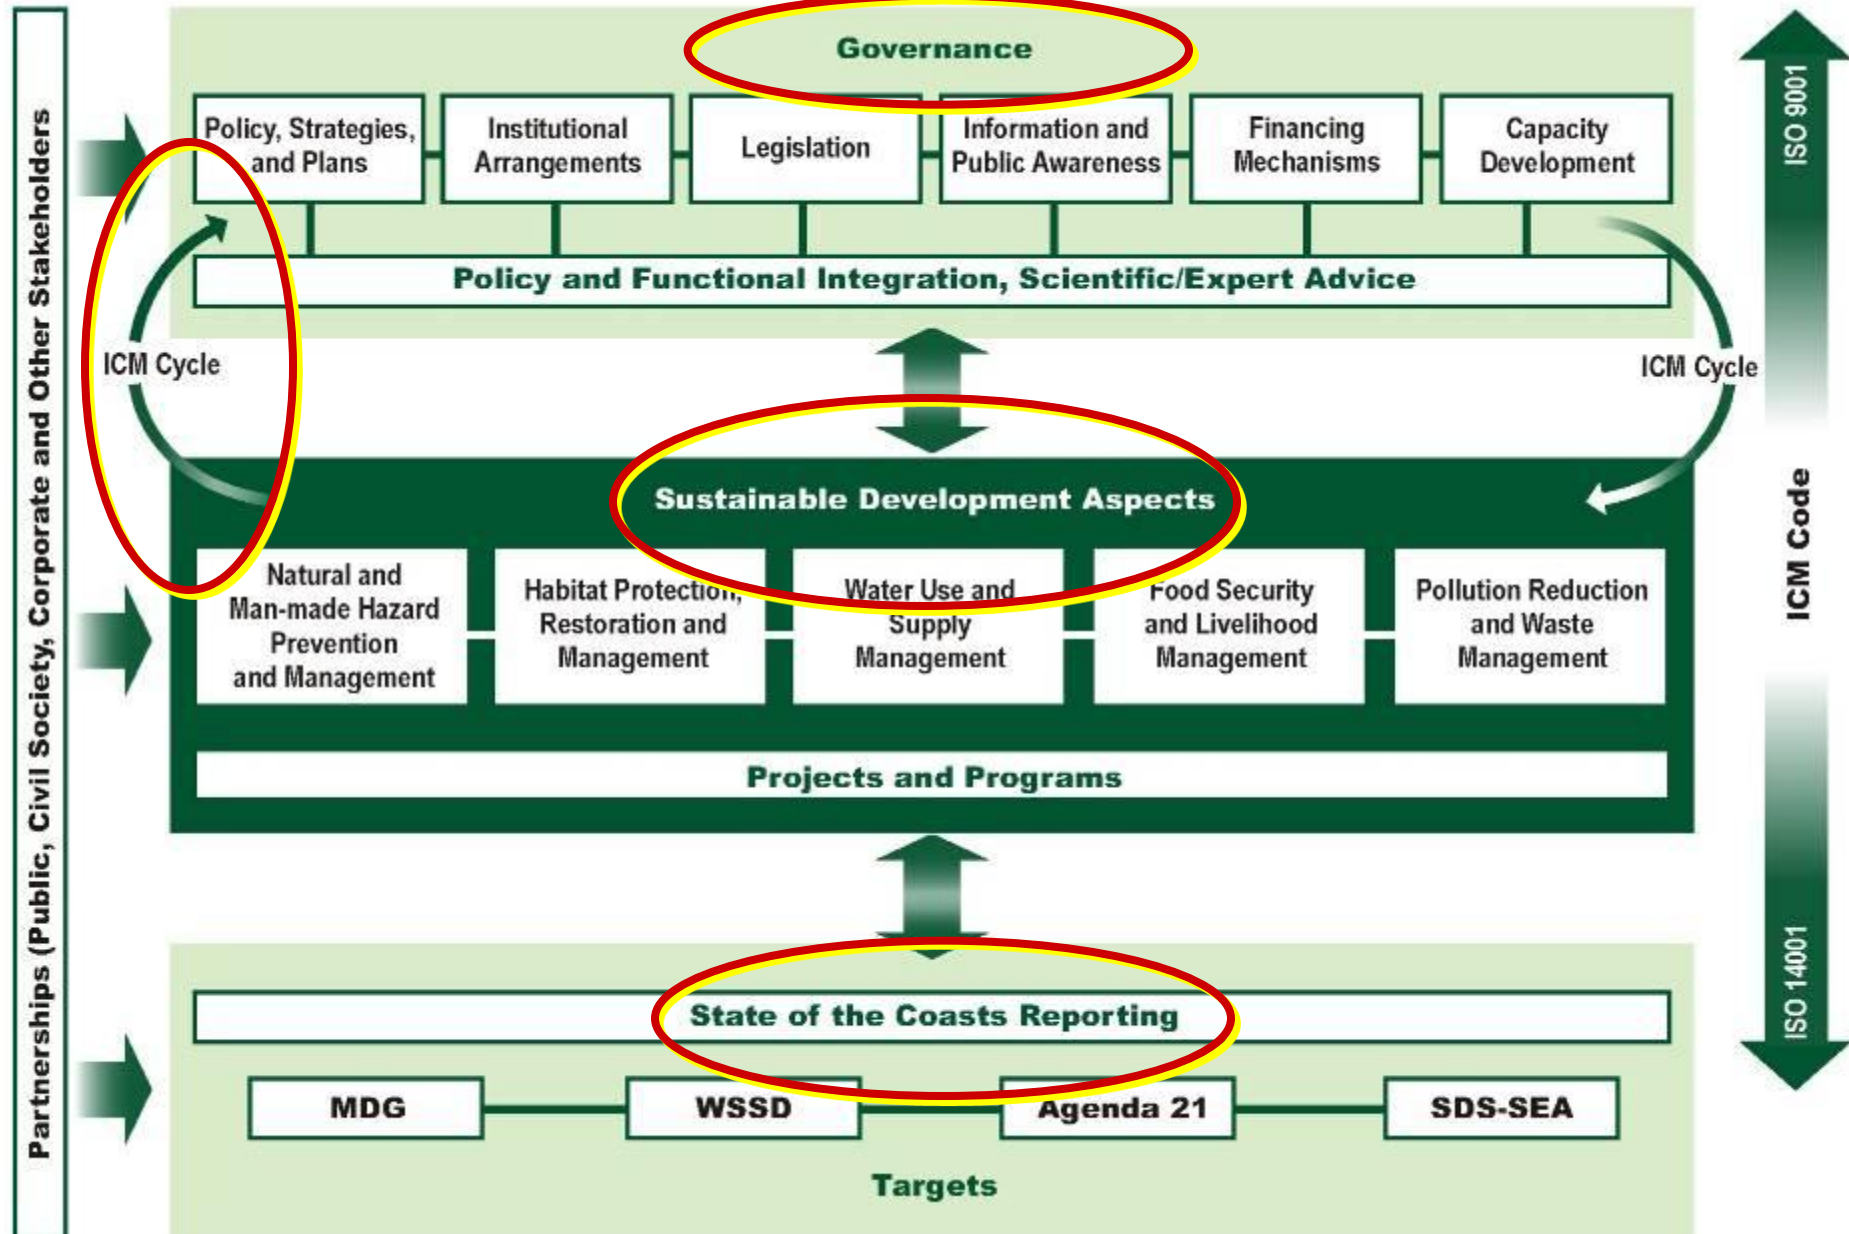 Partnerships (Public, Civil Society, Corporate and Other Stakeholders
Governance
Policy, Strategies,
and Plans
Institutional
Arrangements
Legislation
Information and
Public Awareness
Financing
Mechanisms
Capacity
Development
Policy and Functional Integration, Scientific/Expert Advice
ICM Cycle
ICM Cycle
Sustainable Development Aspects
Natural and
Man-made Hazard
Prevention
and Management
Habitat Protection,
Restoration and
Management
Water Use and
Supply
Management
Food Security
and Livelihood
Management
Pollution Reduction
and Waste
Management
Projects and Programs
State of the Coasts Reporting
MDG
WSSD
Agenda 21
SDS-SEA
Targets
ISO 9001
ICM Code
ISO 14001